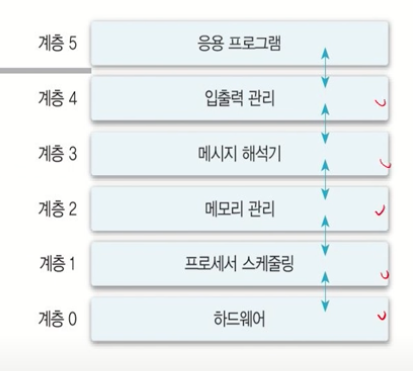 계층 5 응용 프로그램
계층 4 입출력 관리
계층 3 메시지 해석기
계층 2 메모리 관리
계층 1 프로세서 스케줄링
계층 0 하드웨어